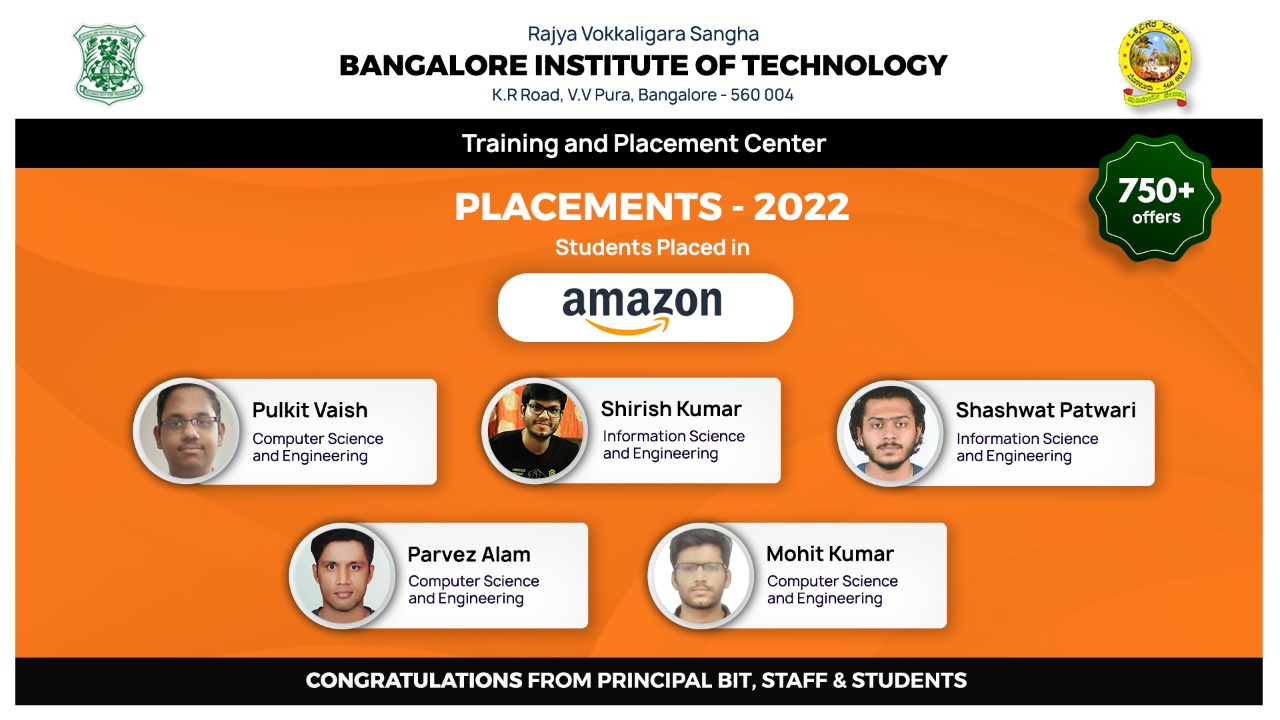 Rajya Vokkaligara Sangha
BANGALORE INSTITUTE OF TECHNOLOGY
K.R Road, V.V Pura, Bangalore - 560 004
Training and Placement Center
750+
offers
PLACEMENTS - 2022
Students Placed in
amazon
Pulkit Vaish
Computer Science
and Engineering
Shirish Kumar
Information Science
and Engineering
Shashwat Patwari
Information Science
and Engineering
Parvez Alam
Computer Science
and Engineering
Mohit Kumar
Computer Science
and Engineering
CONGRATULATIONS FROM PRINCIPAL BIT, STAFF & STUDENTS